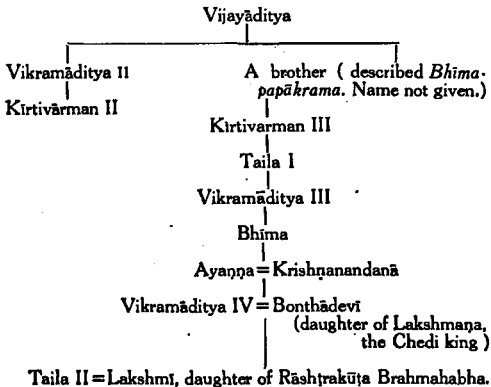 Vijayāditya
Vikramāditya II A brother ( described Bhīma-
Kīrtivārman II papākrama. Name not given.)
Kīrtivarman III
Taila I
Vikramāditya III
Bhīma
Ayaṇṇa=Krishṇanandanā
Vikramāditya IV=Bonthādevī
(daughter of Lakshmaṇa,
the Chedi king )
Taila II=Lakshmī, daughter of Rāshṭrakūṭa Brahmahabha.